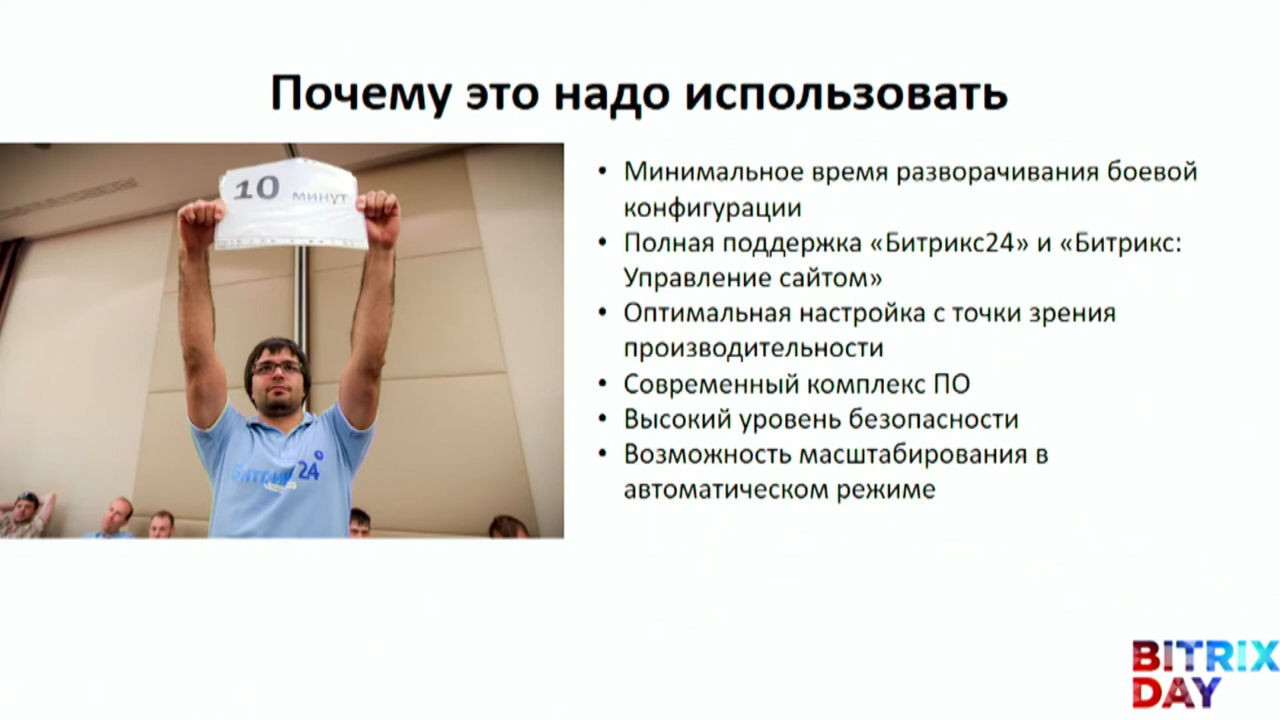 Почему это надо использовать
10 минут
Битрикс24
• Минимальное время разворачивания боевой
конфигурации
• Полная поддержка «Битрикс24» и «Битрикс:
Управление сайтом»
• Оптимальная настройка с точки зрения
производительности
• Современный комплекс ПО
• Высокий уровень безопасности
• Возможность масштабирования в
автоматическом режиме
BITRIX
DAY